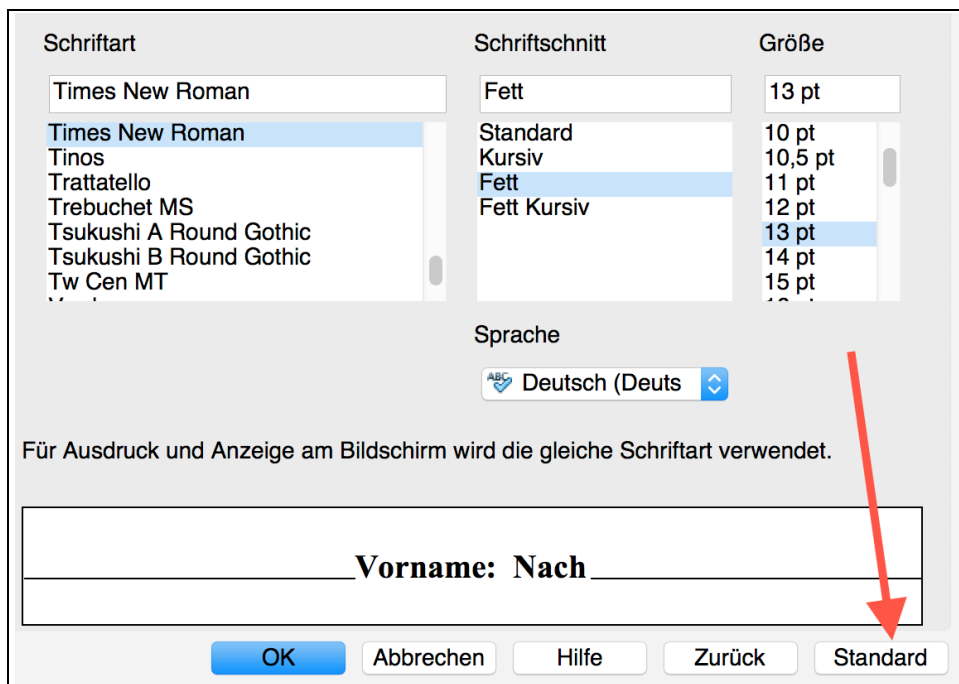 Schriftart
Schriftschnitt
Größe
Times New Roman
Fett
13 pt
Times New Roman
Tinos
Trattatello
Trebuchet MS
Tsukushi A Round Gothic
Tsukushi B Round Gothic
Tw Cen MT
Standard
Kursiv
Fett
Fett Kursiv
10 pt
10,5 pt
11 pt
12 pt
13 pt
14 pt
15 pt
Sprache
ABC
Deutsch (Deuts
Für Ausdruck und Anzeige am Bildschirm wird die gleiche Schriftart verwendet.
Vorname: Nach
OK
Abbrechen
Hilfe
Zurück
Standard